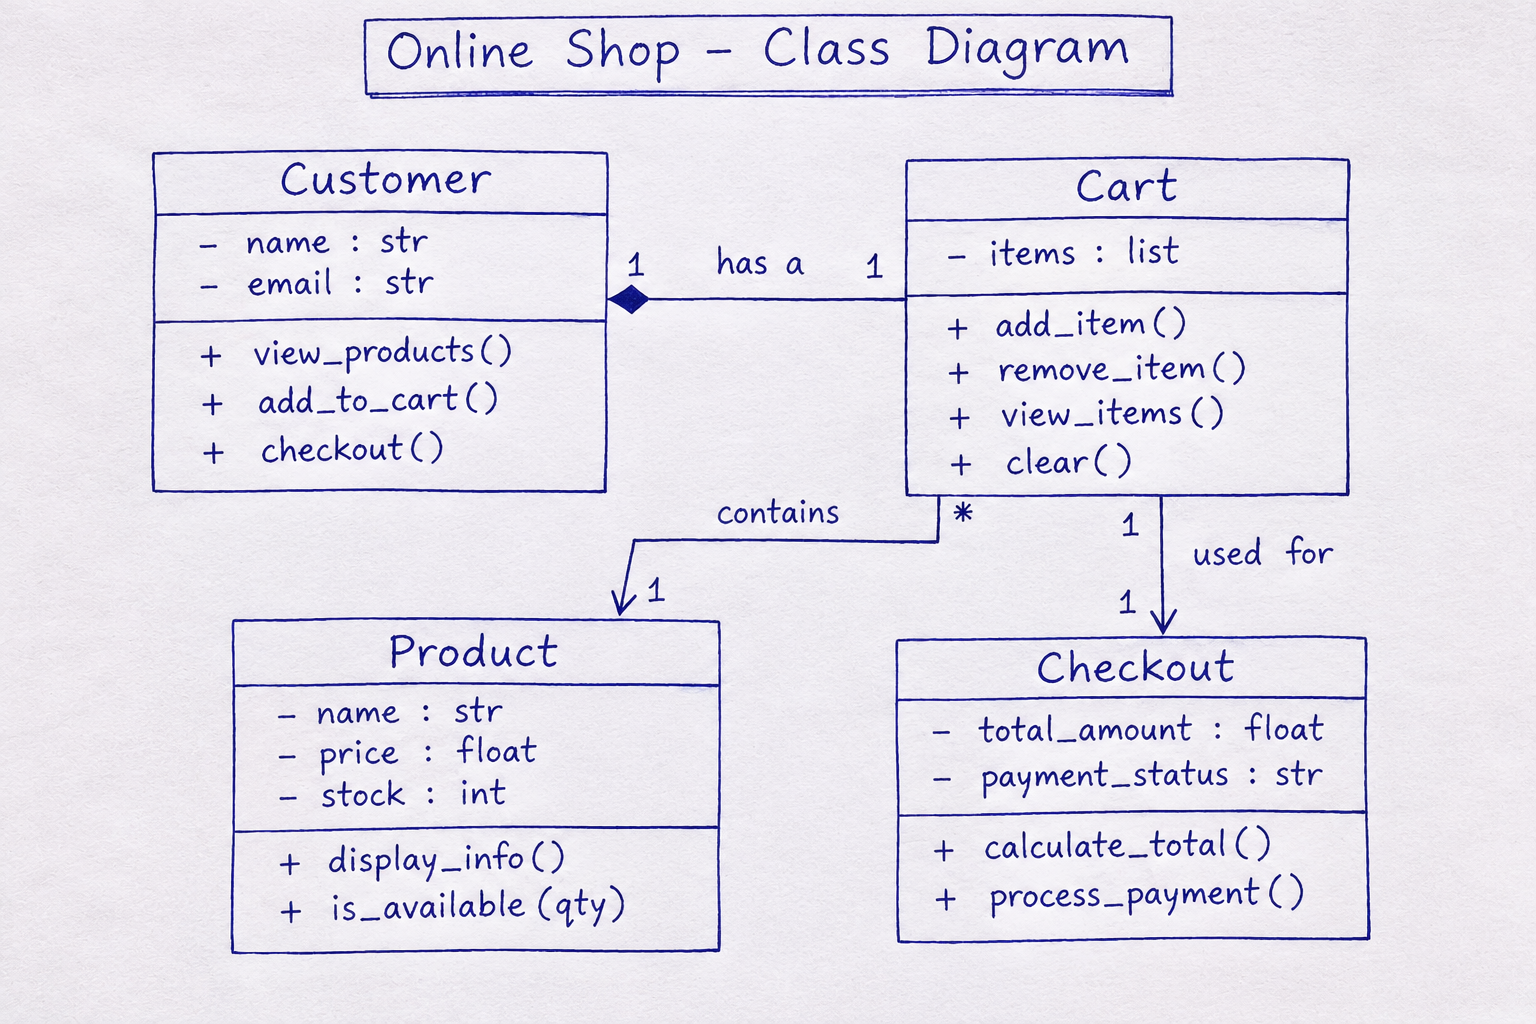 Online Shop – Class Diagram
Customer
– name : str
– email : str
+ view_products()
+ add_to_cart()
+ checkout()
1 has a 1
Cart
– items : list
+ add_item()
+ remove_item()
+ view_items()
+ clear()
contains
*
1
1
used for
1
Product
– name : str
– price : float
– stock : int
+ display_info()
+ is_available(qty)
Checkout
– total_amount : float
– payment_status : str
+ calculate_total()
+ process_payment()